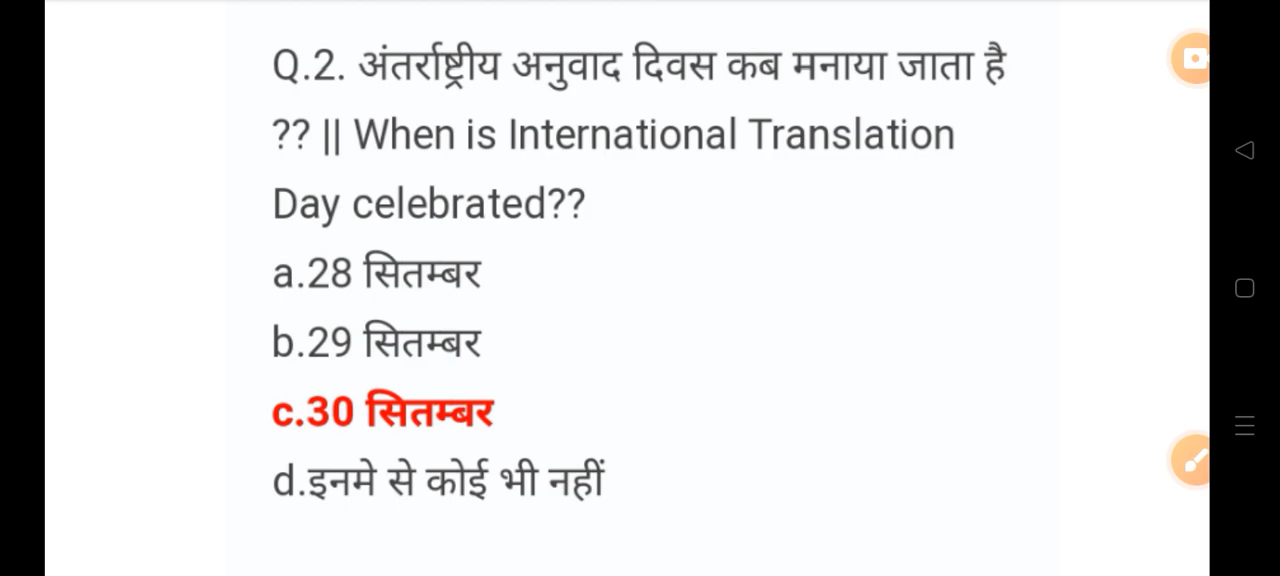 Q.2. अंतर्राष्ट्रीय अनुवाद दिवस कब मनाया जाता है
?? || When is International Translation
Day celebrated??
a.28 सितम्बर
b.29 सितम्बर
c.30 सितम्बर
d.इनमे से कोई भी नहीं